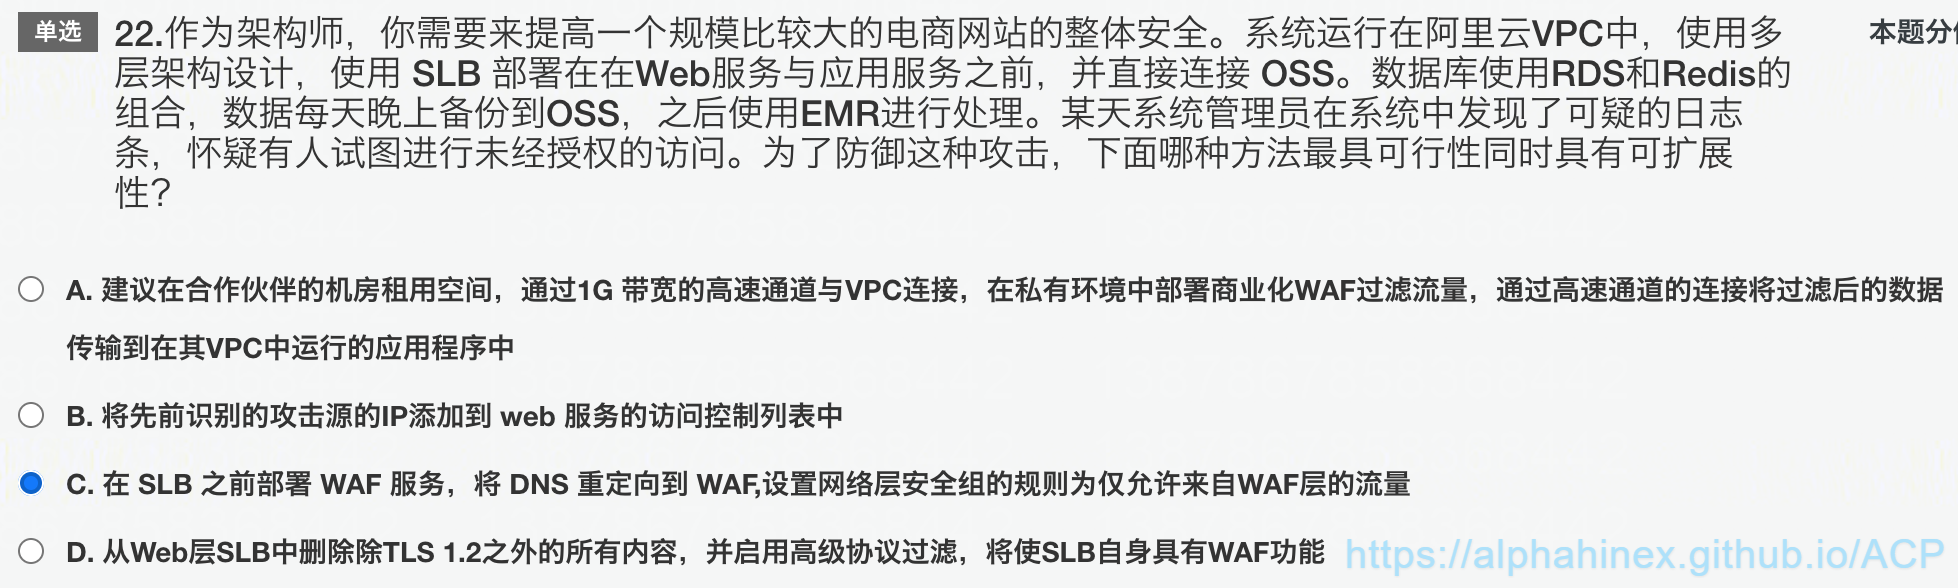 单选 22.作为架构师，你需要来提高一个规模比较大的电商网站的整体安全。系统运行在阿里云VPC中，使用多 本题分
层架构设计，使用 SLB 部署在在Web服务与应用服务之前，并直接连接 OSS。数据库使用RDS和Redis的
组合，数据每天晚上备份到OSS，之后使用EMR进行处理。某天系统管理员在系统中发现了可疑的日志
条，怀疑有人试图进行未经授权的访问。为了防御这种攻击，下面哪种方法最具可行性同时具有可扩展
性?
A. 建议在合作伙伴的机房租用空间，通过1G 带宽的高速通道与VPC连接，在私有环境中部署商业化WAF过滤流量，通过高速通道的连接将过滤后的数据
传输到在其VPC中运行的应用程序中
B. 将先前识别的攻击源的IP添加到 web 服务的访问控制列表中
C. 在 SLB 之前部署 WAF 服务，将 DNS 重定向到 WAF,设置网络层安全组的规则为仅允许来自WAF层的流量
D. 从Web层SLB中删除除TLS 1.2之外的所有内容，并启用高级协议过滤，将使SLB自身具有WAF功能
https://alphahinex.github.io/ACP